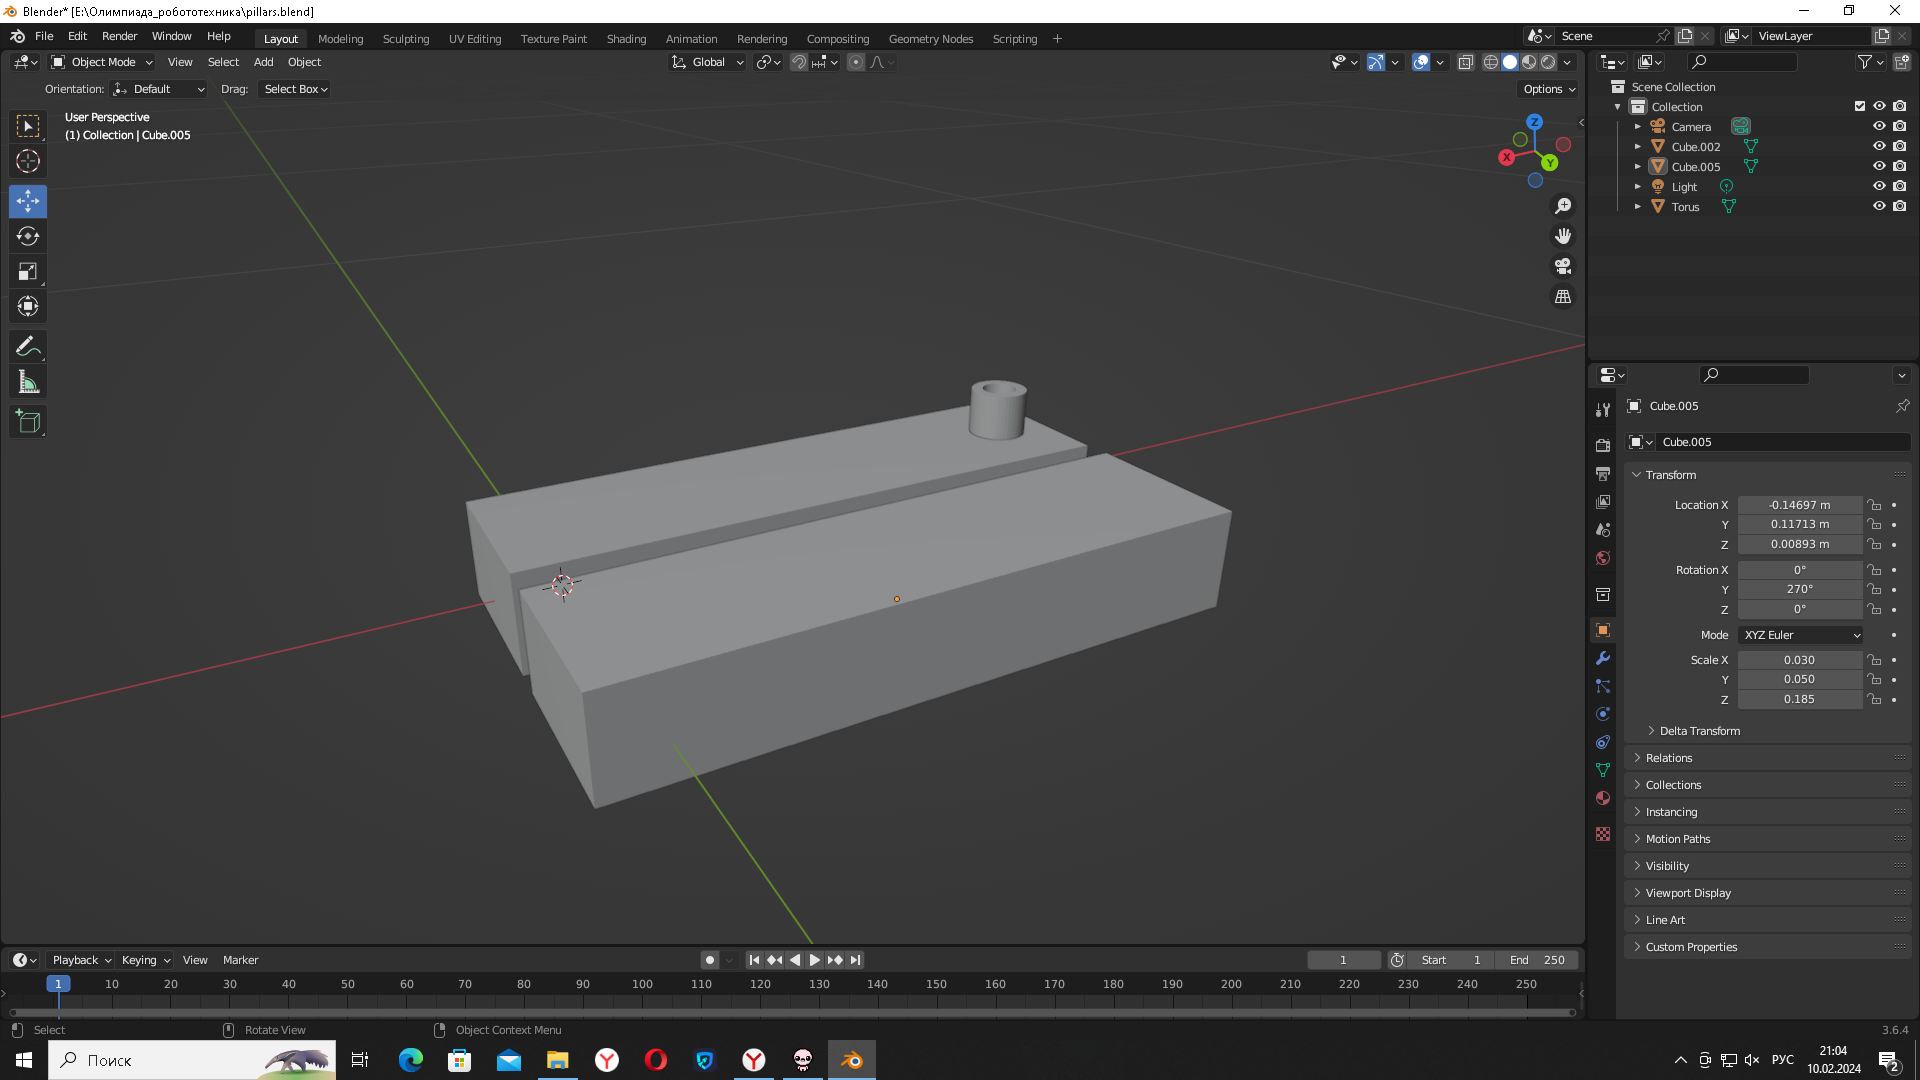 Blender* [E:\Олимпиада_робототехника\pillars.blend]
File Edit Render Window Help Layout Modeling Sculpting UV Editing Texture Paint Shading Animation Rendering Compositing Geometry Nodes Scripting + Scene ViewLayer
Object Mode View Select Add Object Global
Orientation: Default Drag: Select Box Options
User Perspective
(1) Collection | Cube.005
Z
X
Y
Scene Collection
Collection
Camera
Cube.002
Cube.005
Light
Torus
Cube.005
Cube.005
Transform
Location X -0.14697 m
Y 0.11713 m
Z 0.00893 m
Rotation X 0°
Y 270°
Z 0°
Mode XYZ Euler
Scale X 0.030
Y 0.050
Z 0.185
Delta Transform
Relations
Collections
Instancing
Motion Paths
Visibility
Viewport Display
Line Art
Custom Properties
Playback Keying View Marker 1 Start 1 End 250
1 10 20 30 40 50 60 70 80 90 100 110 120 130 140 150 160 170 180 190 200 210 220 230 240 250
Select Rotate View Object Context Menu 3.6.4
Поиск РУС 21:04
10.02.2024 2